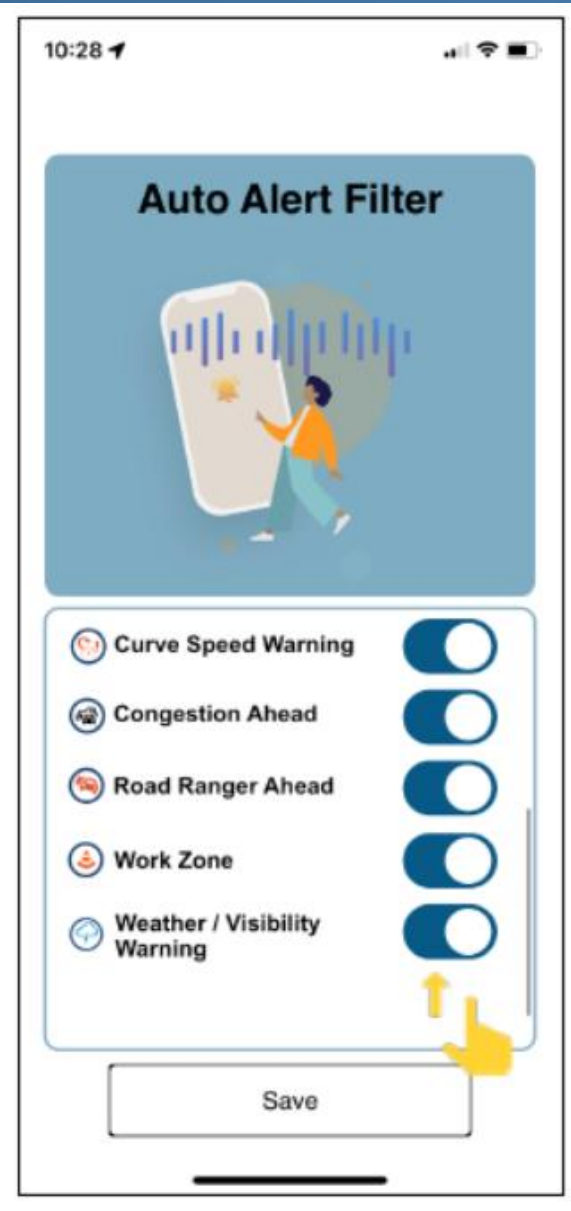 10:28
Auto Alert Filter
Curve Speed Warning
Congestion Ahead
Road Ranger Ahead
Work Zone
Weather / Visibility
Warning
Save